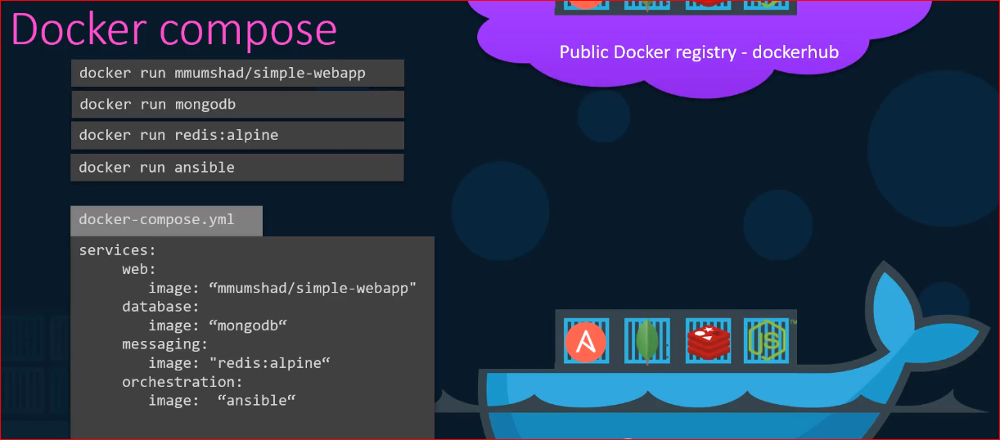 Docker compose
Public Docker registry - dockerhub
docker run mmumshad/simple-webapp
docker run mongodb
docker run redis:alpine
docker run ansible
docker-compose.yml
services:
web:
image: “mmumshad/simple-webapp"
database:
image: “mongodb“
messaging:
image: "redis:alpine“
orchestration:
image: “ansible“
JS
TM